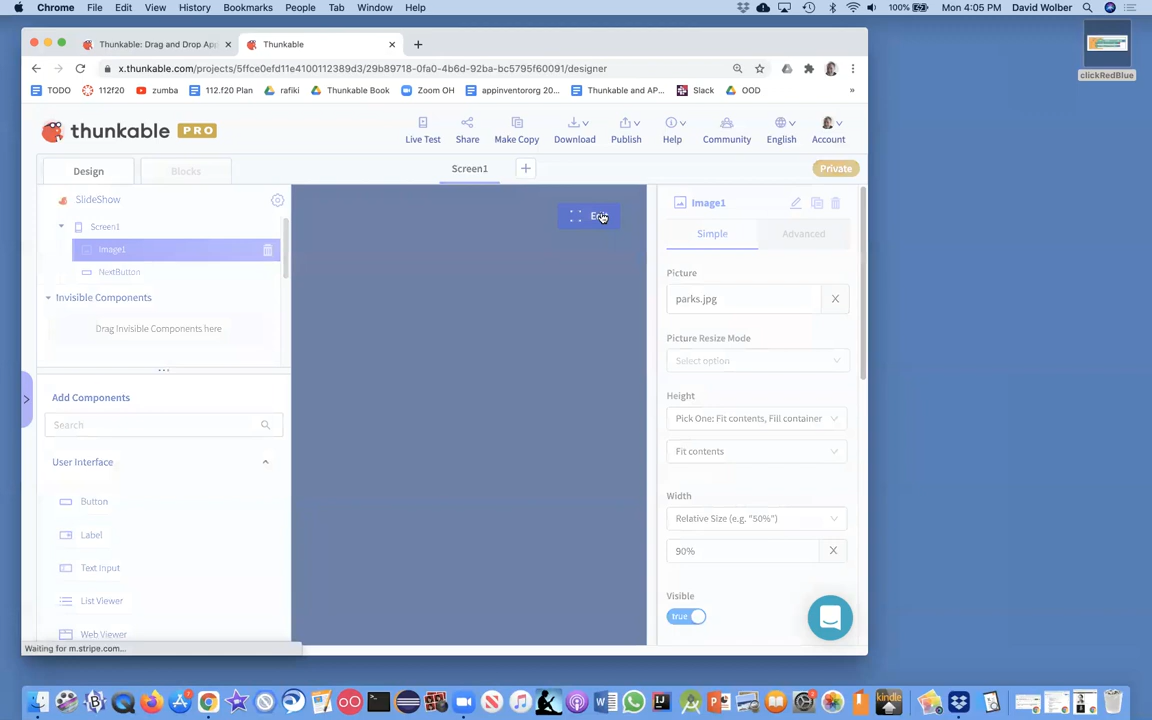 Chrome File Edit View History Bookmarks People Tab Window Help 100% Mon 4:05 PM David Wolber
Thunkable: Drag and Drop Ap Thunkable
x.thunkable.com/projects/5ffce0efd11e4100112389d3/29b89718-0fa0-4b6d-92ba-bc5795f60091/designer
TODO 112f20 zumba 112.f20 Plan rafiki Thunkable Book Zoom OH appinventorog 20... Thunkable and AP... Slack OOD »
clickRedBlue
thunkable PRO
Live Test Share Make Copy Download Publish Help Community English Account
Design Blocks Screen1 + Private
SlideShow
Screen1
Image1
NextButton
Invisible Components
Drag Invisible Components here
Add Components
Search
User Interface
Button
Label
Text Input
List Viewer
Web Viewer
Waiting for m.stripe.com...
Image1
Simple Advanced
Picture
parks.jpg X
Picture Resize Mode
Select option
Height
Pick One: Fit contents, Fill container
Fit contents
Width
Relative Size (e.g. "50%")
90% X
Visible
true